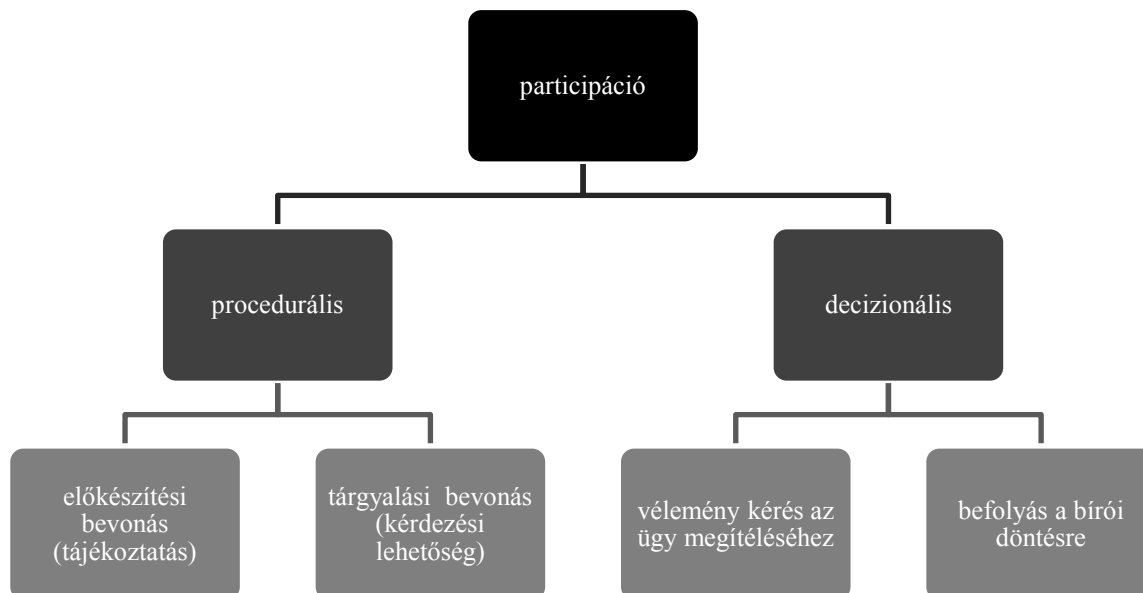 participáció
procedurális
decizionális
előkészítési
bevonás
(tájékoztatás)
tárgyalási bevonás
(kérdezési
lehetőség)
vélemény kérés az
ügy megítéléséhez
befolyás a bírói
döntésre